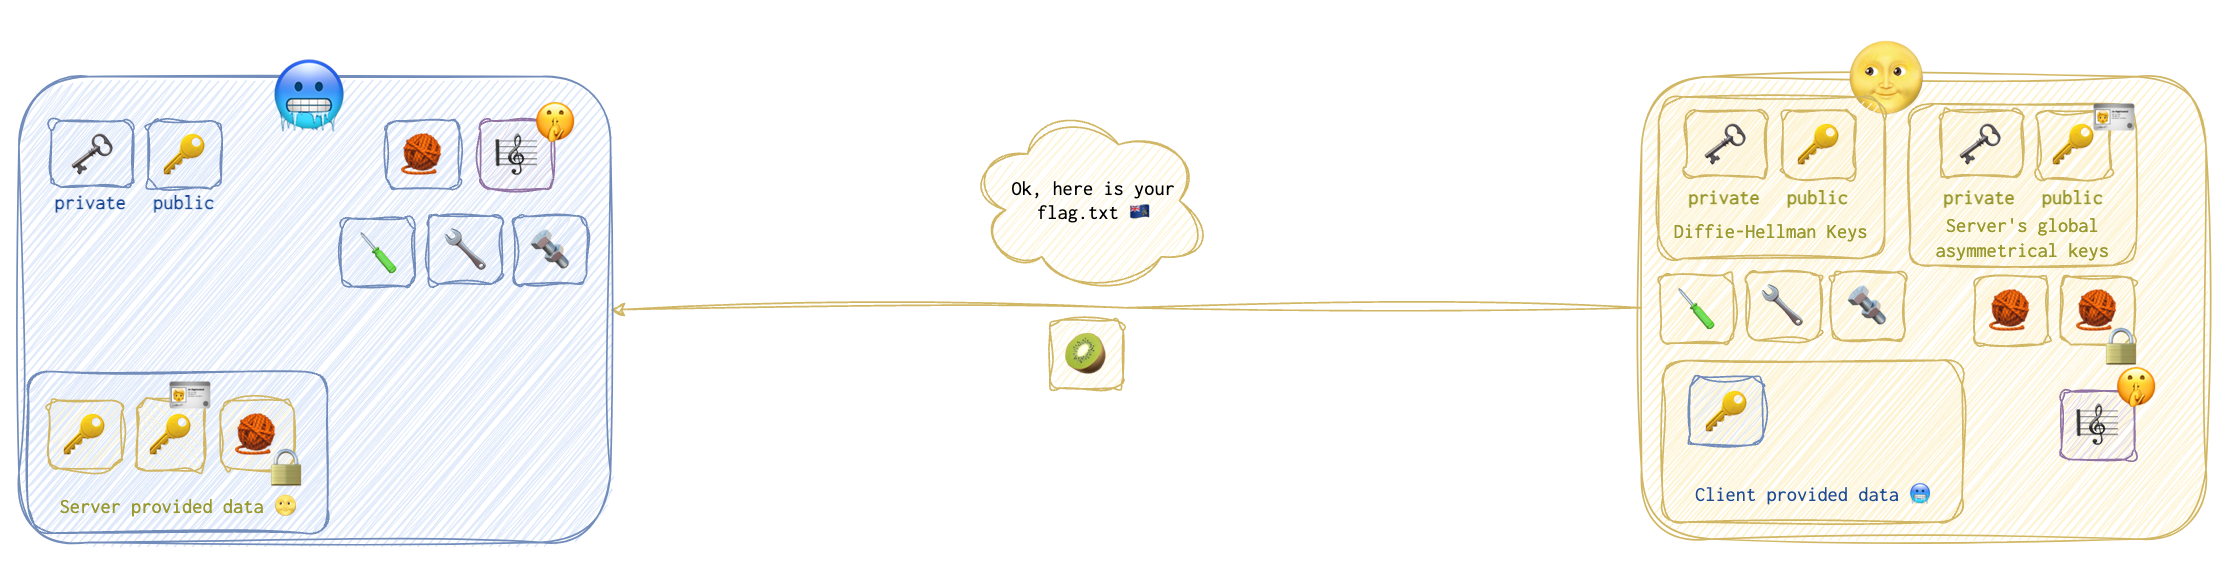 private public
Server provided data
Ok, here is your
flag.txt
private public
Diffie-Hellman Keys
private public
Server's global
asymmetrical keys
Client provided data